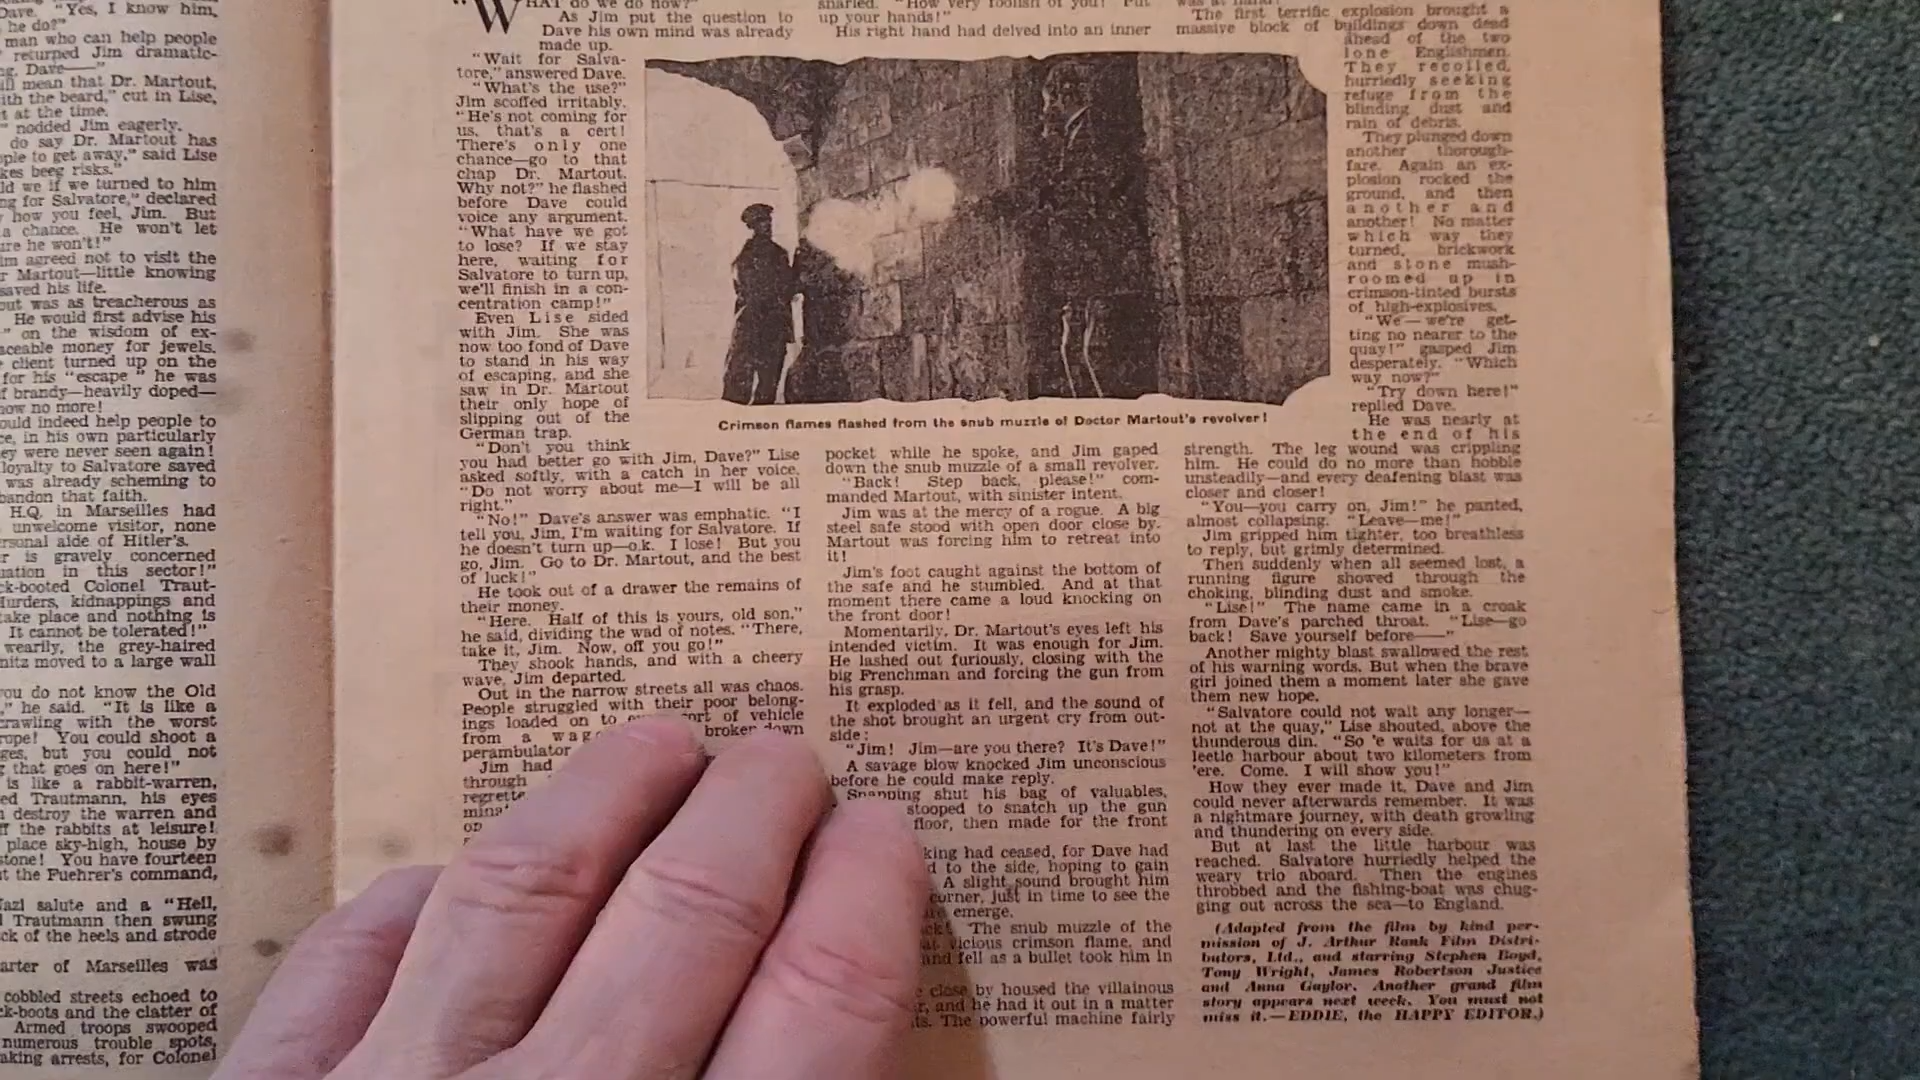 Dave. "Yes, I know him,
he do?"
man who can help people
returned Jim dramatic-
Dave—"
mean that Dr. Martout,
ith the beard," cut in Lise,
t at the time.
" nodded Jim eagerly.
do say Dr. Martout has
ple to get away," said Lise
kes beeg risks."
ld we if we turned to him
ng for Salvatore," declared
how you feel, Jim. But
a chance. He won't let
ure he won't!"
im agreed not to visit the
r Martout—little knowing
saved his life.
out was as treacherous as
He would first advise his
" on the wisdom of ex-
aceable money for jewels.
client turned up on the
for his "escape" he was
f brandy—heavily doped—
now no more!
ould indeed help people to
e, in his own particularly
ey were never seen again!
loyalty to Salvatore saved
was already scheming to
bandon that faith.
H.Q. in Marseilles had
unwelcome visitor, none
rsonal aide of Hitler's.
er is gravely concerned
uation in this sector!"
ck-booted Colonel Traut-
Murders, kidnappings and
take place and nothing is
It cannot be tolerated!"
wearily, the grey-haired
nitz moved to a large wall
you do not know the Old
," he said. "It is like a
crawling with the worst
rope! You could shoot a
ges, but you could not
that goes on here!"
is like a rabbit-warren,
ed Trautmann, his eyes
n destroy the warren and
ff the rabbits at leisure!
place sky-high, house by
stone! You have fourteen
t the Fuehrer's command,
Nazi salute and a "Heil,
Trautmann then swung
ck of the heels and strode
arter of Marseilles was
cobbled streets echoed to
k-boots and the clatter of
Armed troops swooped
numerous trouble spots,
aking arrests, for Colonel
"WHAT do we do now?"
As Jim put the question to
Dave his own mind was already
made up.
"Wait for Salva-
tore," answered Dave.
"What's the use?"
Jim scoffed irritably.
"He's not coming for
us, that's a cert!
There's only one
chance—go to that
chap Dr. Martout.
Why not?" he flashed
before Dave could
voice any argument.
"What have we got
to lose? If we stay
here, waiting for
Salvatore to turn up,
we'll finish in a con-
centration camp!"
Even Lise sided
with Jim. She was
now too fond of Dave
to stand in his way
of escaping, and she
saw in Dr. Martout
their only hope of
slipping out of the
German trap.
"Don't you think
you had better go with Jim, Dave?" Lise
asked softly, with a catch in her voice.
"Do not worry about me—I will be all
right."
"No!" Dave's answer was emphatic. "I
tell you, Jim, I'm waiting for Salvatore. If
he doesn't turn up—o.k. I lose! But you
go, Jim. Go to Dr. Martout, and the best
of luck!"
He took out of a drawer the remains of
their money.
"Here. Half of this is yours, old son,"
he said, dividing the wad of notes. "There,
take it, Jim. Now, off you go!"
They shook hands, and with a cheery
wave, Jim departed.
Out in the narrow streets all was chaos.
People struggled with their poor belong-
ings loaded on to sort of vehicle
from a wag broken down
perambulator
Jim had
through
regrette
mina
on
snarled. "How very foolish of you! Put
up your hands!"
His right hand had delved into an inner
Crimson flames flashed from the snub muzzle of Doctor Martout's revolver!
pocket while he spoke, and Jim gaped
down the snub muzzle of a small revolver.
"Back! Step back, please!" com-
manded Martout, with sinister intent.
Jim was at the mercy of a rogue. A big
steel safe stood with open door close by.
Martout was forcing him to retreat into
it!
Jim's foot caught against the bottom of
the safe and he stumbled. And at that
moment there came a loud knocking on
the front door!
Momentarily, Dr. Martout's eyes left his
intended victim. It was enough for Jim.
He lashed out furiously, closing with the
big Frenchman and forcing the gun from
his grasp.
It exploded as it fell, and the sound of
the shot brought an urgent cry from out-
side:
"Jim! Jim—are you there? It's Dave!"
A savage blow knocked Jim unconscious
before he could make reply.
Snapping shut his bag of valuables,
stooped to snatch up the gun
floor, then made for the front
king had ceased, for Dave had
d to the side, hoping to gain
A slight sound brought him
corner, just in time to see the
emerge.
The snub muzzle of the
vicious crimson flame, and
and fell as a bullet took him in
close by housed the villainous
r, and he had it out in a matter
ts. The powerful machine fairly
was at hand!
The first terrific explosion brought a
massive block of buildings down dead
ahead of the two
lone Englishmen.
They recoiled,
hurriedly seeking
refuge from the
blinding dust and
rain of debris.
They plunged down
another thorough-
fare. Again an ex-
plosion rocked the
ground, and then
another and
another! No matter
which way they
turned, brickwork
and stone mush-
roomed up in
crimson-tinted bursts
of high-explosives.
"We—we're get-
ting no nearer to the
quay!" gasped Jim
desperately. "Which
way now?"
"Try down here!"
replied Dave.
He was nearly at
the end of his
strength. The leg wound was crippling
him. He could do no more than hobble
unsteadily—and every deafening blast was
closer and closer!
"You—you carry on, Jim!" he panted,
almost collapsing. "Leave—me!"
Jim gripped him tighter, too breathless
to reply, but grimly determined.
Then suddenly when all seemed lost, a
running figure showed through the
choking, blinding dust and smoke.
"Lise!" The name came in a croak
from Dave's parched throat. "Lise—go
back! Save yourself before——"
Another mighty blast swallowed the rest
of his warning words. But when the brave
girl joined them a moment later she gave
them new hope.
"Salvatore could not wait any longer—
not at the quay," Lise shouted, above the
thunderous din. "So 'e waits for us at a
leetle harbour about two kilometers from
'ere. Come. I will show you!"
How they ever made it, Dave and Jim
could never afterwards remember. It was
a nightmare journey, with death growling
and thundering on every side.
But at last the little harbour was
reached. Salvatore hurriedly helped the
weary trio aboard. Then the engines
throbbed and the fishing-boat was chug-
ging out across the sea—to England.
(Adapted from the film by kind per-
mission of J. Arthur Rank Film Distri-
butors, Ltd., and starring Stephen Boyd,
Tony Wright, James Robertson Justice
and Anna Gaylor. Another grand film
story appears next week. You must not
miss it.—EDDIE, the HAPPY EDITOR.)